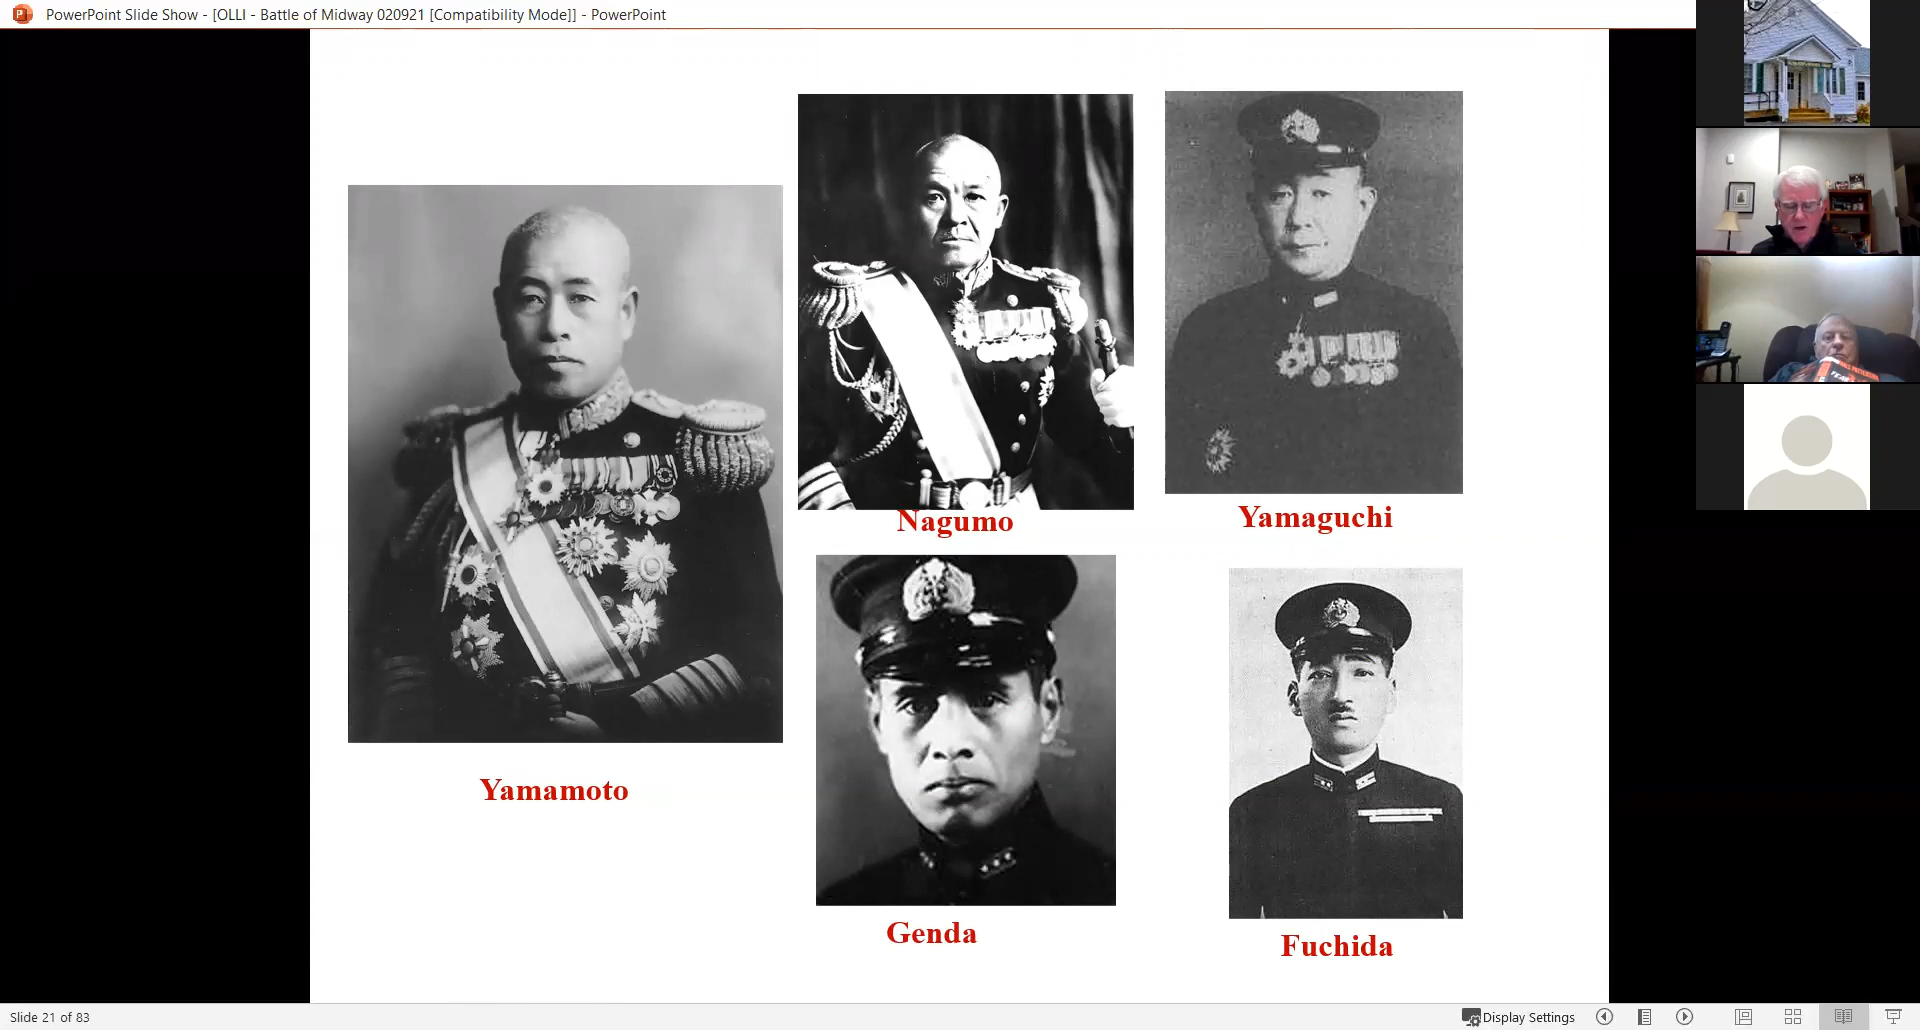 PowerPoint Slide Show - [OLLI - Battle of Midway 020921 [Compatibility Mode]] - PowerPoint
Nagumo
Yamaguchi
Yamamoto
Genda
Fuchida
Slide 21 of 83
Display Settings